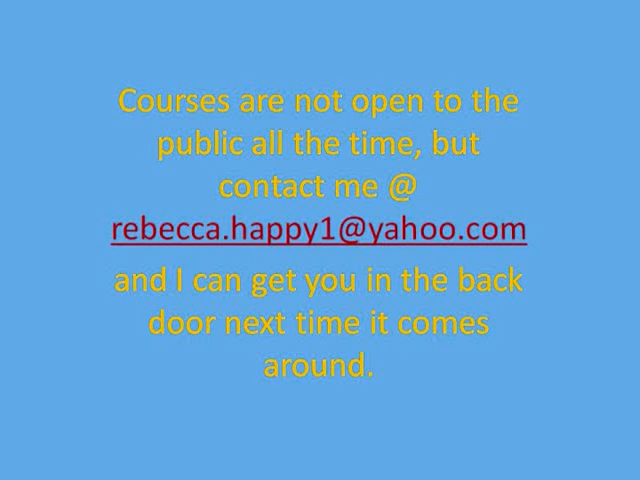 Courses are not open to the
public all the time, but
contact me @
rebecca.happy1@yahoo.com
and I can get you in the back
door next time it comes
around.